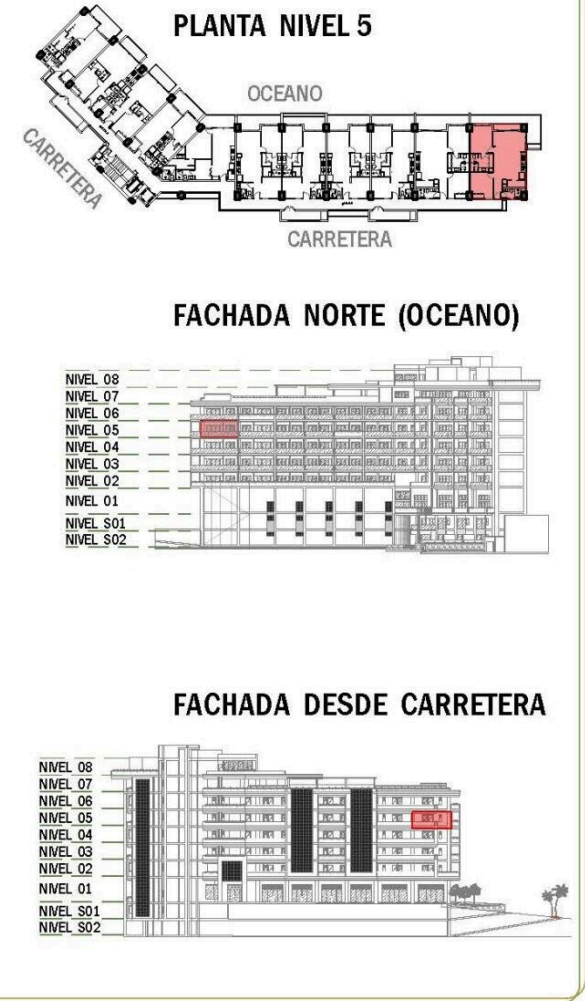 PLANTA NIVEL 5
OCEANO
CARRETERA
CARRETERA
FACHADA NORTE (OCEANO)
NIVEL 08
NIVEL 07
NIVEL 06
NIVEL 05
NIVEL 04
NIVEL 03
NIVEL 02
NIVEL 01
NIVEL S01
NIVEL S02
FACHADA DESDE CARRETERA
NIVEL 08
NIVEL 07
NIVEL 06
NIVEL 05
NIVEL 04
NIVEL 03
NIVEL 02
NIVEL 01
NIVEL S01
NIVEL S02